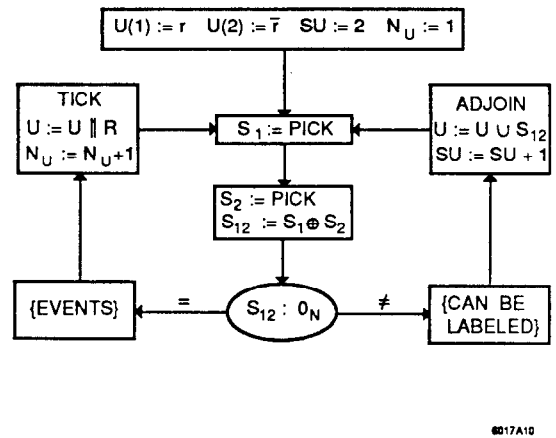 U(1) := r U(2) := r̅ SU := 2 N_U := 1
TICK
U := U ‖ R
N_U := N_U+1
S_1 := PICK
ADJOIN
U := U ∪ S_12
SU := SU + 1
S_2 := PICK
S_12 := S_1 ⊕ S_2
{EVENTS}
=
S_12 : 0_N
≠
{CAN BE
LABELED}
6017A10